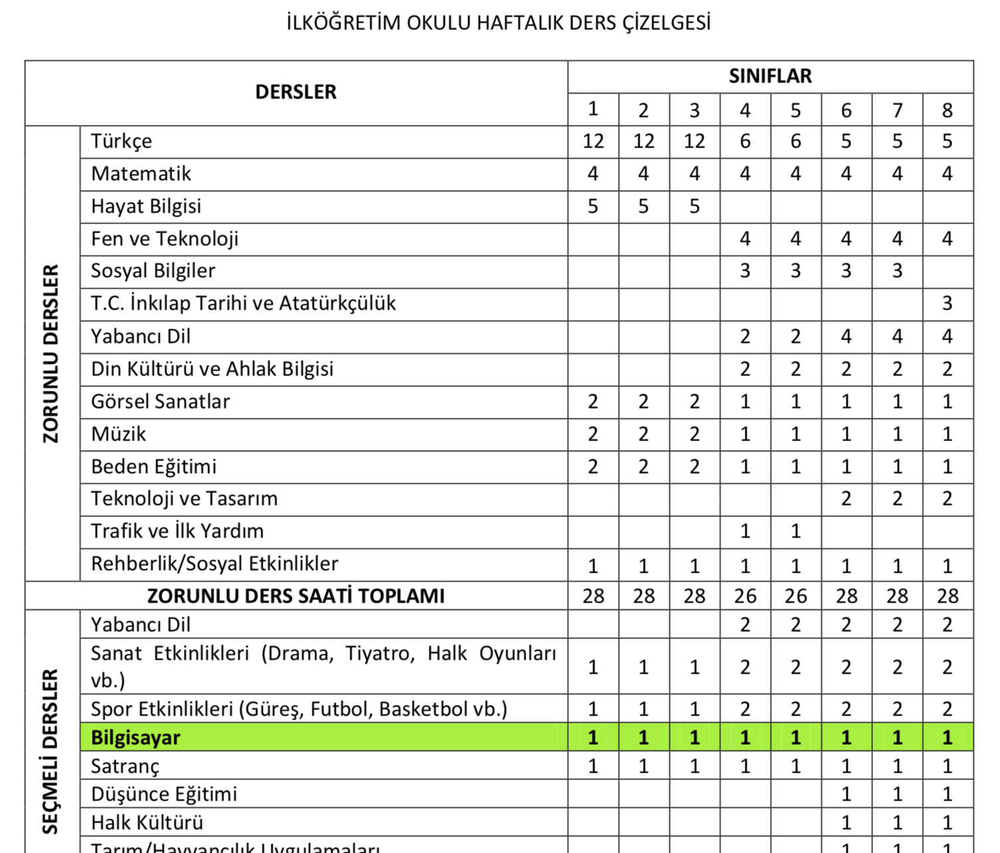 İLKÖĞRETİM OKULU HAFTALIK DERS ÇİZELGESİ
DERSLER
SINIFLAR
1 2 3 4 5 6 7 8
ZORUNLU DERSLER
Türkçe 12 12 12 6 6 5 5 5
Matematik 4 4 4 4 4 4 4 4
Hayat Bilgisi 5 5 5
Fen ve Teknoloji 4 4 4 4 4
Sosyal Bilgiler 3 3 3 3
T.C. İnkılap Tarihi ve Atatürkçülük 3
Yabancı Dil 2 2 4 4 4
Din Kültürü ve Ahlak Bilgisi 2 2 2 2 2
Görsel Sanatlar 2 2 2 1 1 1 1 1
Müzik 2 2 2 1 1 1 1 1
Beden Eğitimi 2 2 2 1 1 1 1 1
Teknoloji ve Tasarım 2 2 2
Trafik ve İlk Yardım 1 1
Rehberlik/Sosyal Etkinlikler 1 1 1 1 1 1 1 1
ZORUNLU DERS SAATİ TOPLAMI 28 28 28 26 26 28 28 28
SEÇMELİ DERSLER
Yabancı Dil 2 2 2 2 2
Sanat Etkinlikleri (Drama, Tiyatro, Halk Oyunları
vb.) 1 1 1 2 2 2 2 2
Spor Etkinlikleri (Güreş, Futbol, Basketbol vb.) 1 1 1 2 2 2 2 2
Bilgisayar 1 1 1 1 1 1 1 1
Satranç 1 1 1 1 1 1 1 1
Düşünce Eğitimi 1 1 1
Halk Kültürü 1 1 1
Tarım/Hayvancılık Uygulamaları 1 1 1